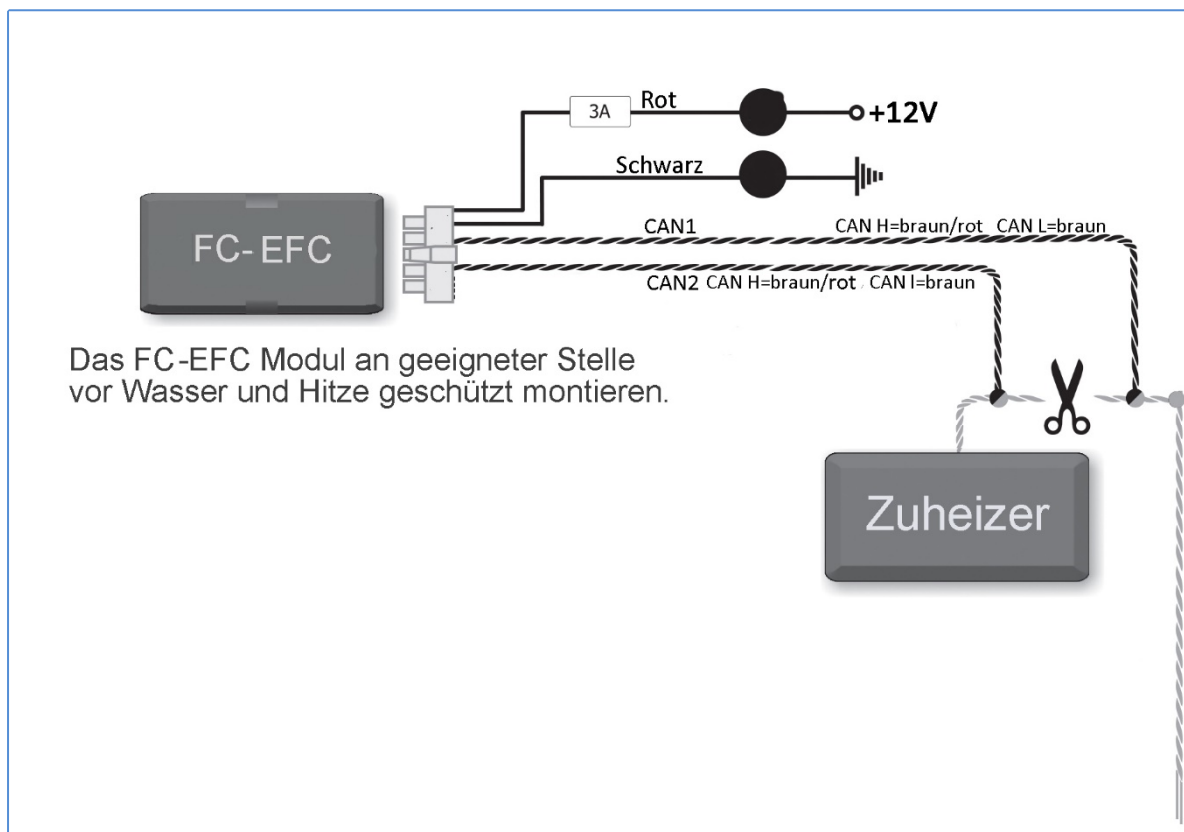 Rot
3A
+12V
Schwarz
FC-EFC
CAN1 CAN H=braun/rot CAN L=braun
CAN2 CAN H=braun/rot CAN l=braun
Das FC-EFC Modul an geeigneter Stelle
vor Wasser und Hitze geschützt montieren.
Zuheizer